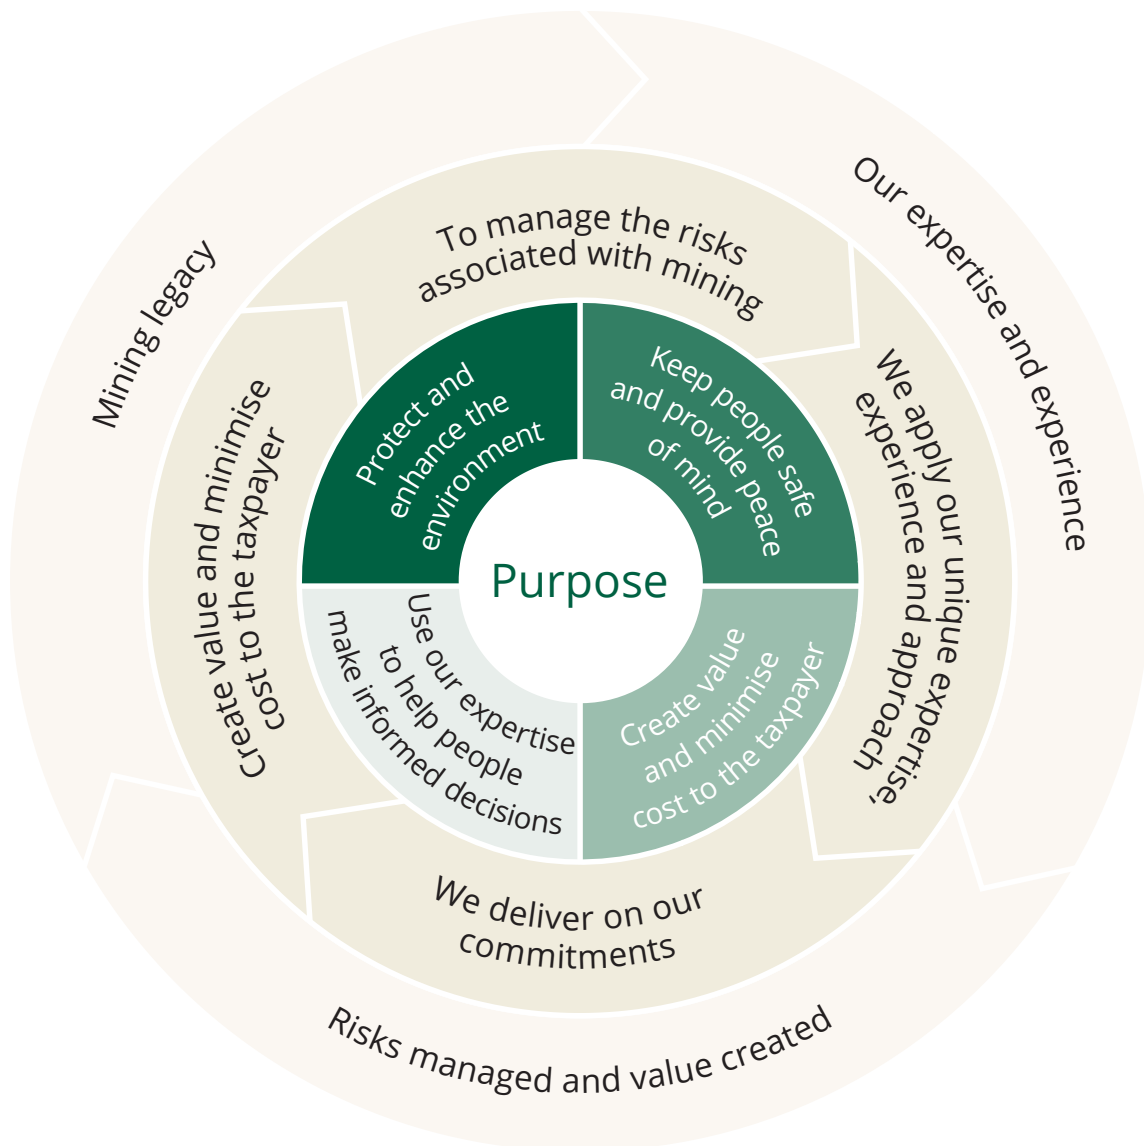 Mining legacy
Our expertise and experience
Risks managed and value created
To manage the risks
associated with mining
We apply our unique expertise,
experience and approach
We deliver on our
commitments
Create value and minimise
cost to the taxpayer
Protect and
enhance the
environment
Keep people safe
and provide peace
of mind
Create value
and minimise
cost to the taxpayer
Use our expertise
to help people
make informed decisions
Purpose